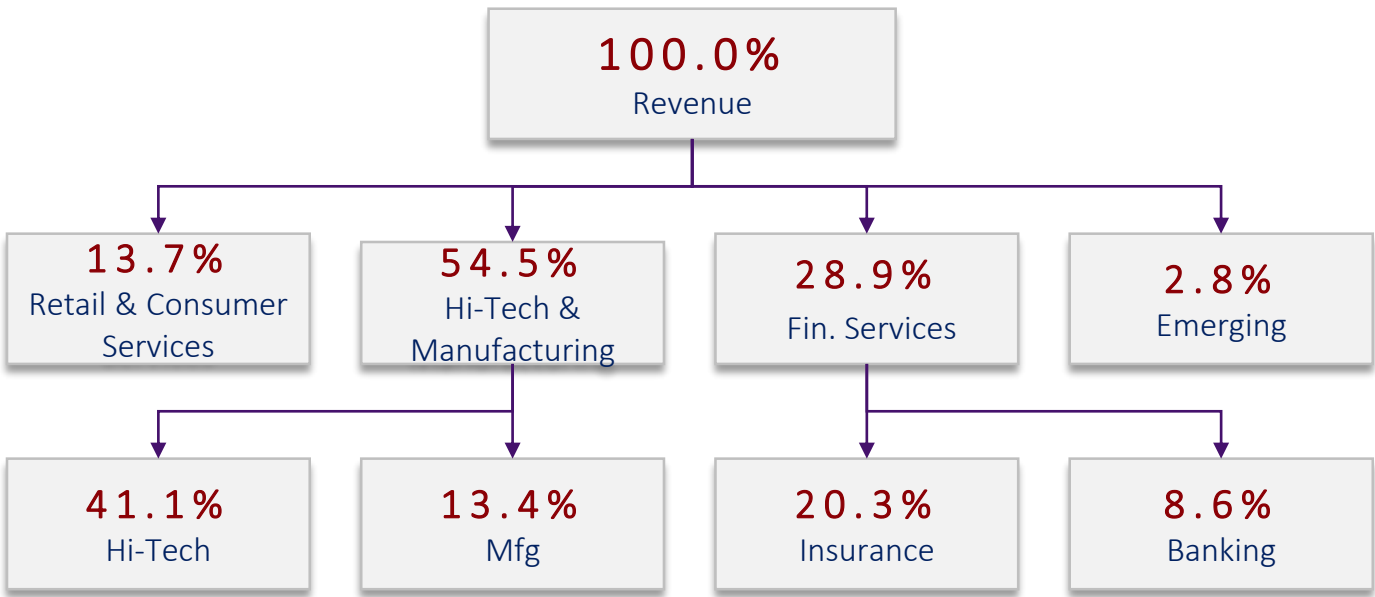 100.0%
Revenue
13.7%
Retail & Consumer
Services
54.5%
Hi-Tech &
Manufacturing
28.9%
Fin. Services
2.8%
Emerging
41.1%
Hi-Tech
13.4%
Mfg
20.3%
Insurance
8.6%
Banking